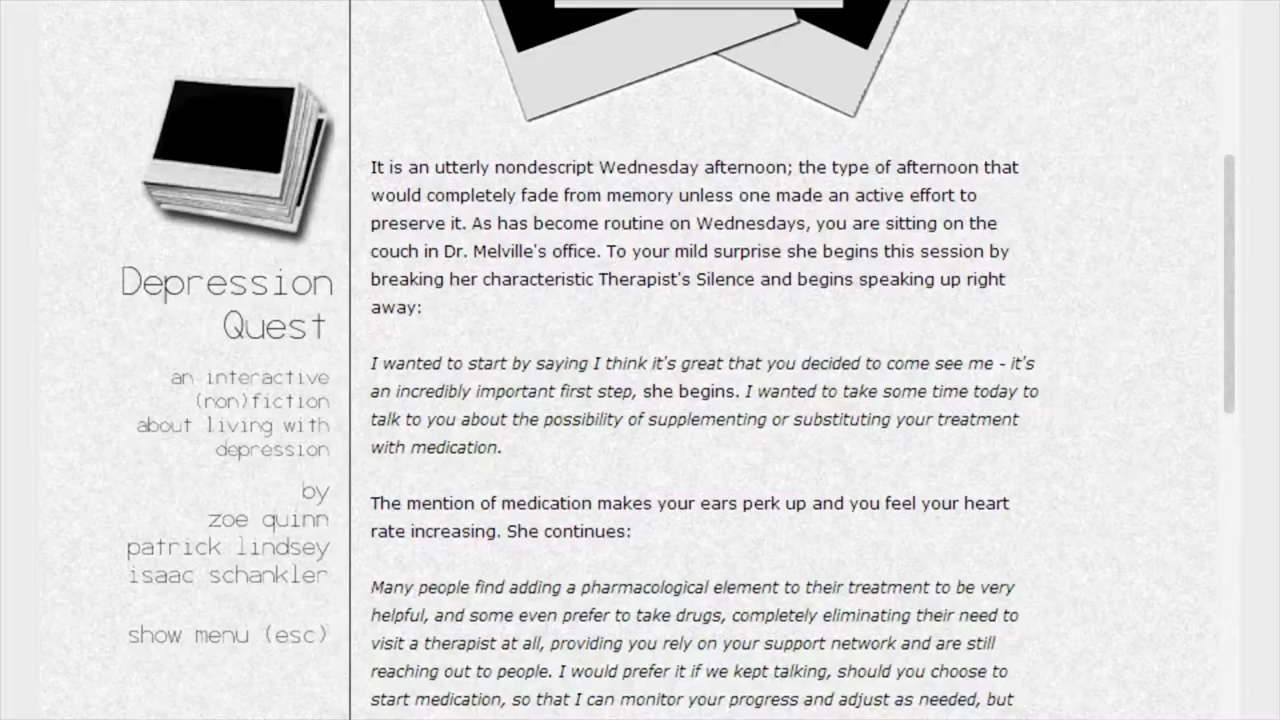 Depression
Quest
an interactive
(non)fiction
about living with
depression
by
zoe quinn
patrick lindsey
isaac schankler
show menu (esc)
It is an utterly nondescript Wednesday afternoon; the type of afternoon that
would completely fade from memory unless one made an active effort to
preserve it. As has become routine on Wednesdays, you are sitting on the
couch in Dr. Melville's office. To your mild surprise she begins this session by
breaking her characteristic Therapist's Silence and begins speaking up right
away:
I wanted to start by saying I think it's great that you decided to come see me - it's
an incredibly important first step, she begins. I wanted to take some time today to
talk to you about the possibility of supplementing or substituting your treatment
with medication.
The mention of medication makes your ears perk up and you feel your heart
rate increasing. She continues:
Many people find adding a pharmacological element to their treatment to be very
helpful, and some even prefer to take drugs, completely eliminating their need to
visit a therapist at all, providing you rely on your support network and are still
reaching out to people. I would prefer it if we kept talking, should you choose to
start medication, so that I can monitor your progress and adjust as needed, but